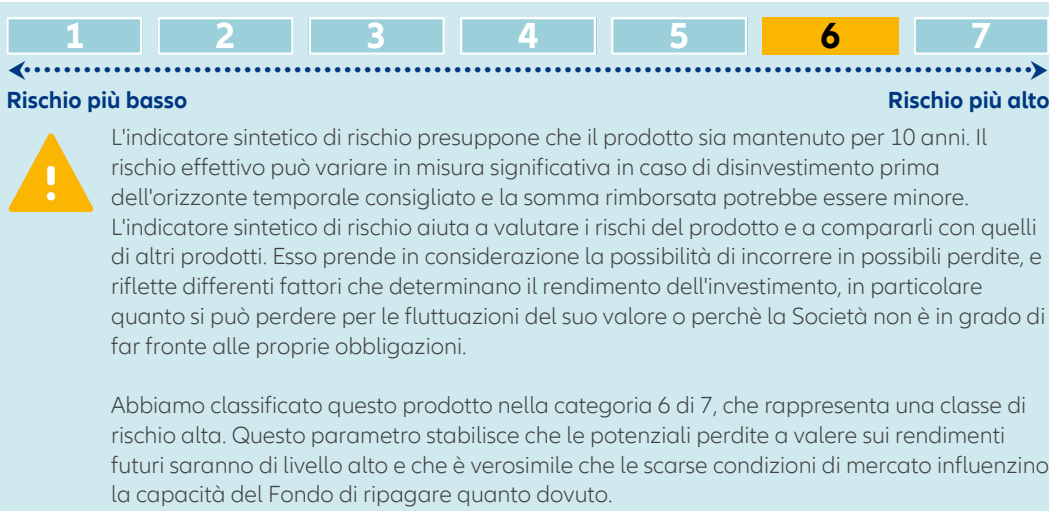 1 2 3 4 5 6 7
Rischio più basso Rischio più alto
L'indicatore sintetico di rischio presuppone che il prodotto sia mantenuto per 10 anni. Il
rischio effettivo può variare in misura significativa in caso di disinvestimento prima
dell'orizzonte temporale consigliato e la somma rimborsata potrebbe essere minore.
L'indicatore sintetico di rischio aiuta a valutare i rischi del prodotto e a compararli con quelli
di altri prodotti. Esso prende in considerazione la possibilità di incorrere in possibili perdite, e
riflette differenti fattori che determinano il rendimento dell'investimento, in particolare
quanto si può perdere per le fluttuazioni del suo valore o perchè la Società non è in grado di
far fronte alle proprie obbligazioni.
Abbiamo classificato questo prodotto nella categoria 6 di 7, che rappresenta una classe di
rischio alta. Questo parametro stabilisce che le potenziali perdite a valere sui rendimenti
futuri saranno di livello alto e che è verosimile che le scarse condizioni di mercato influenzino
la capacità del Fondo di ripagare quanto dovuto.